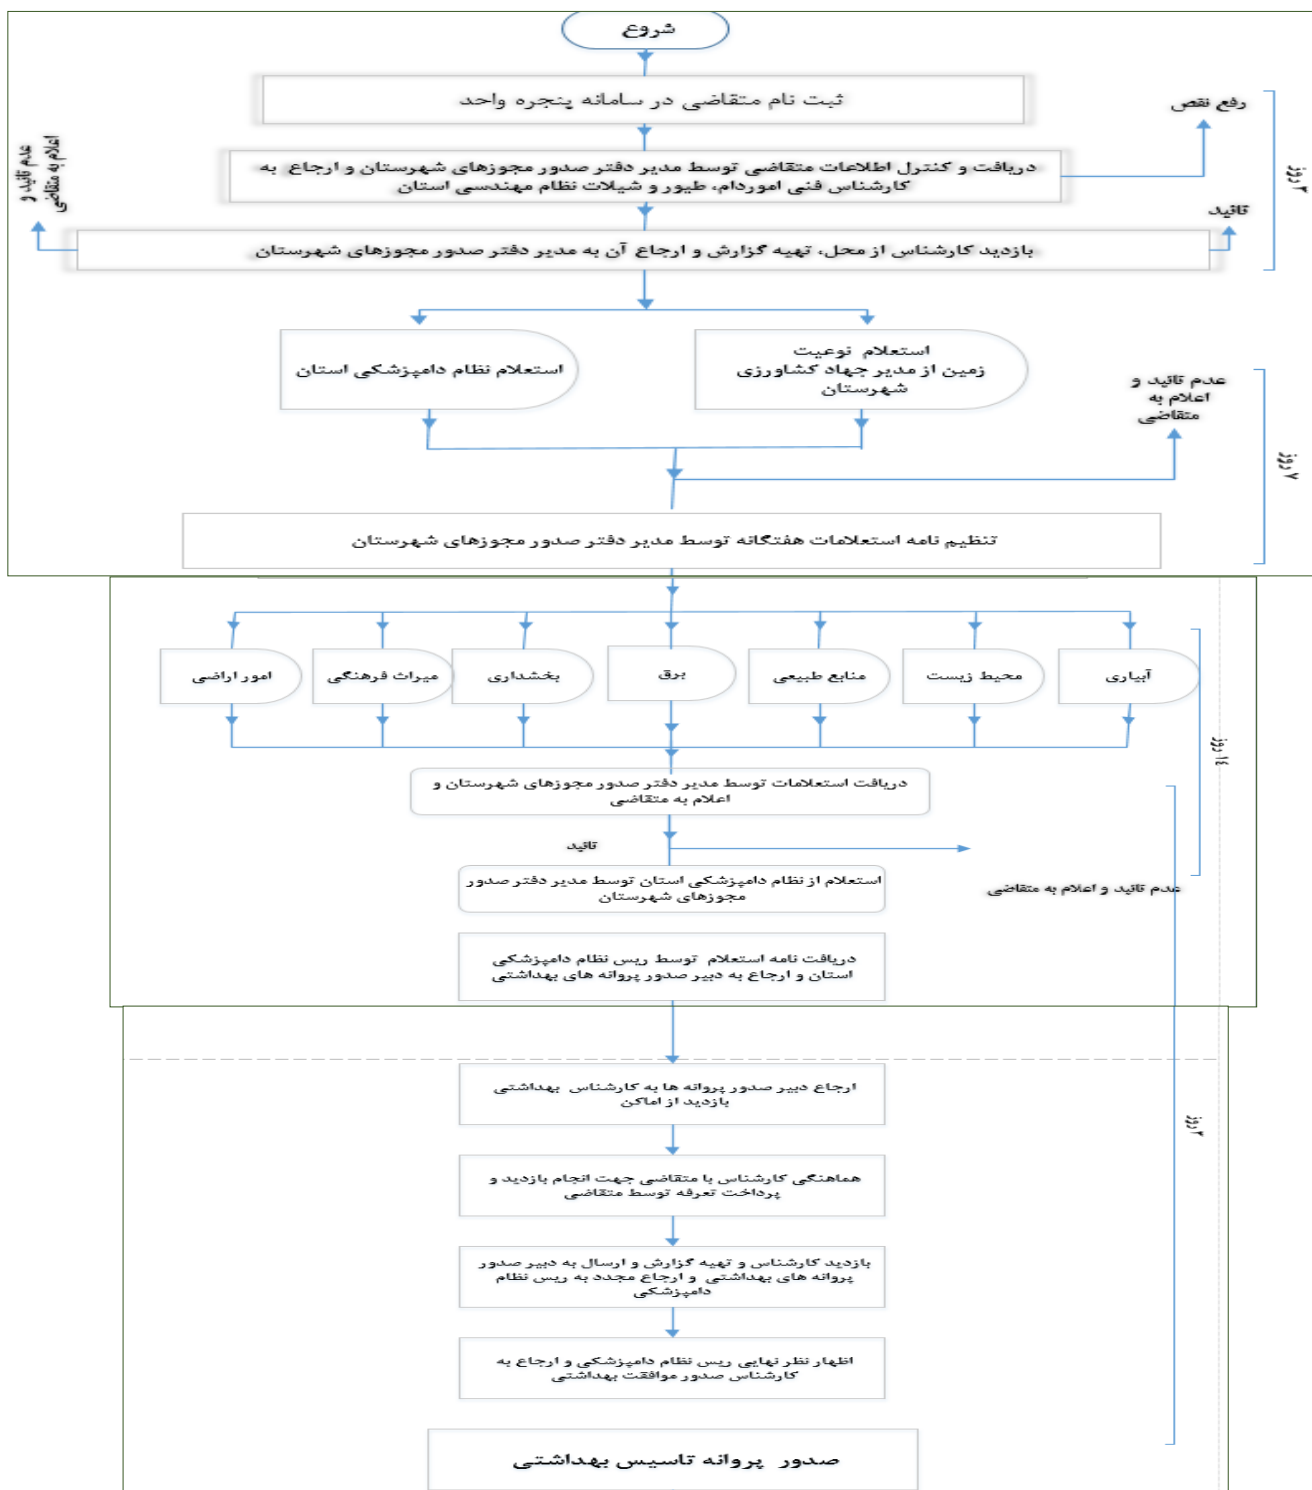 شروع
ثبت نام متقاضی در سامانه پنجره واحد
رفع نقص
دریافت و کنترل اطلاعات متقاضی توسط مدیر دفتر صدور مجوزهای شهرستان و ارجاع به
کارشناس فنی اموردام، طیور و شیلات نظام مهندسی استان
۳ روز
عدم تائید و
اعلام به متقاضی
تائید
بازدید کارشناس از محل، تهیه گزارش و ارجاع آن به مدیر دفتر صدور مجوزهای شهرستان
استعلام نوعیت
زمین از مدیر جهاد کشاورزی
شهرستان
استعلام نظام دامپزشکی استان
عدم تائید و
اعلام به
متقاضی
۷ روز
تنظیم نامه استعلامات هفتگانه توسط مدیر دفتر صدور مجوزهای شهرستان
آبیاری
محیط زیست
منابع طبیعی
برق
بخشداری
میراث فرهنگی
امور اراضی
۱٤ روز
دریافت استعلامات توسط مدیر دفتر صدور مجوزهای شهرستان و
اعلام به متقاضی
تائید
عدم تائید و اعلام به متقاضی
استعلام از نظام دامپزشکی استان توسط مدیر دفتر صدور
مجوزهای شهرستان
دریافت نامه استعلام توسط ریس نظام دامپزشکی
استان و ارجاع به دبیر صدور پروانه های بهداشتی
ارجاع دبیر صدور پروانه ها به کارشناس بهداشتی
بازدید از اماکن
۳ روز
هماهنگی کارشناس با متقاضی جهت انجام بازدید و
پرداخت تعرفه توسط متقاضی
بازدید کارشناس و تهیه گزارش و ارسال به دبیر صدور
پروانه های بهداشتی و ارجاع مجدد به ریس نظام
دامپزشکی
اظهار نظر نهایی ریس نظام دامپزشکی و ارجاع به
کارشناس صدور موافقت بهداشتی
صدور پروانه تاسیس بهداشتی